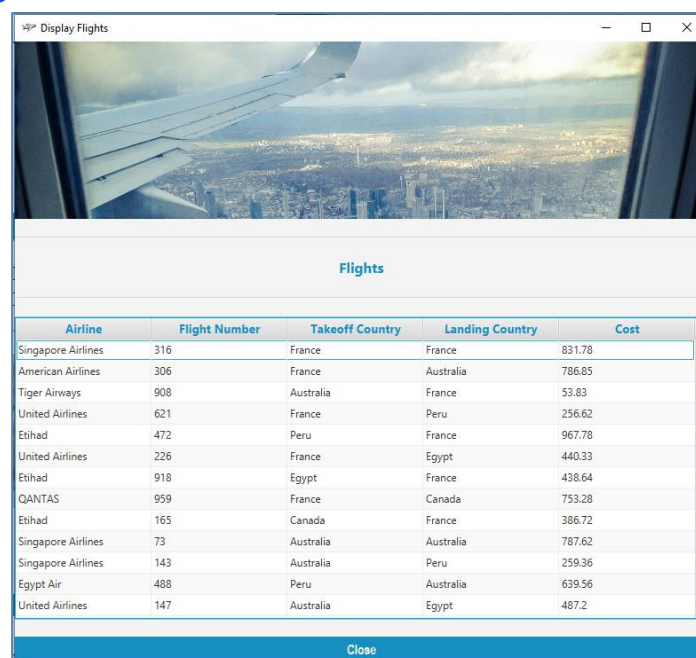 Display Flights
Flights
Airline Flight Number Takeoff Country Landing Country Cost
Singapore Airlines 316 France France 831.78
American Airlines 306 France Australia 786.85
Tiger Airways 908 Australia France 53.83
United Airlines 621 France Peru 256.62
Etihad 472 Peru France 967.78
United Airlines 226 France Egypt 440.33
Etihad 918 Egypt France 438.64
QANTAS 959 France Canada 753.28
Etihad 165 Canada France 386.72
Singapore Airlines 73 Australia Australia 787.62
Singapore Airlines 143 Australia Peru 259.36
Egypt Air 488 Peru Australia 639.56
United Airlines 147 Australia Egypt 487.2
Close